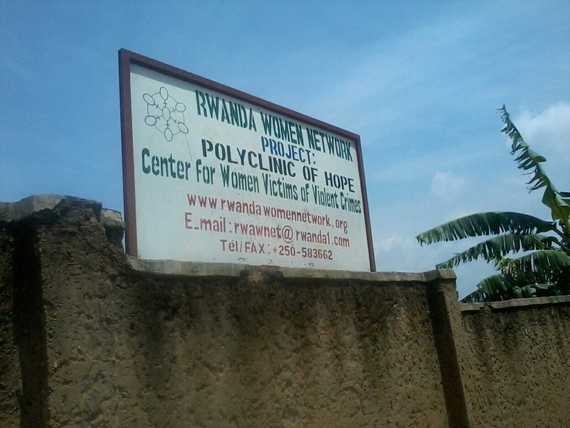 RWANDA WOMEN NETWORK
PROJECT:
POLYCLINIC OF HOPE
Center for Women Victims of Violent Crimes
www.rwandawomennetwork.org
E.mail: rwawnet@rwanda1.com
Tél/FAX: +250-583662